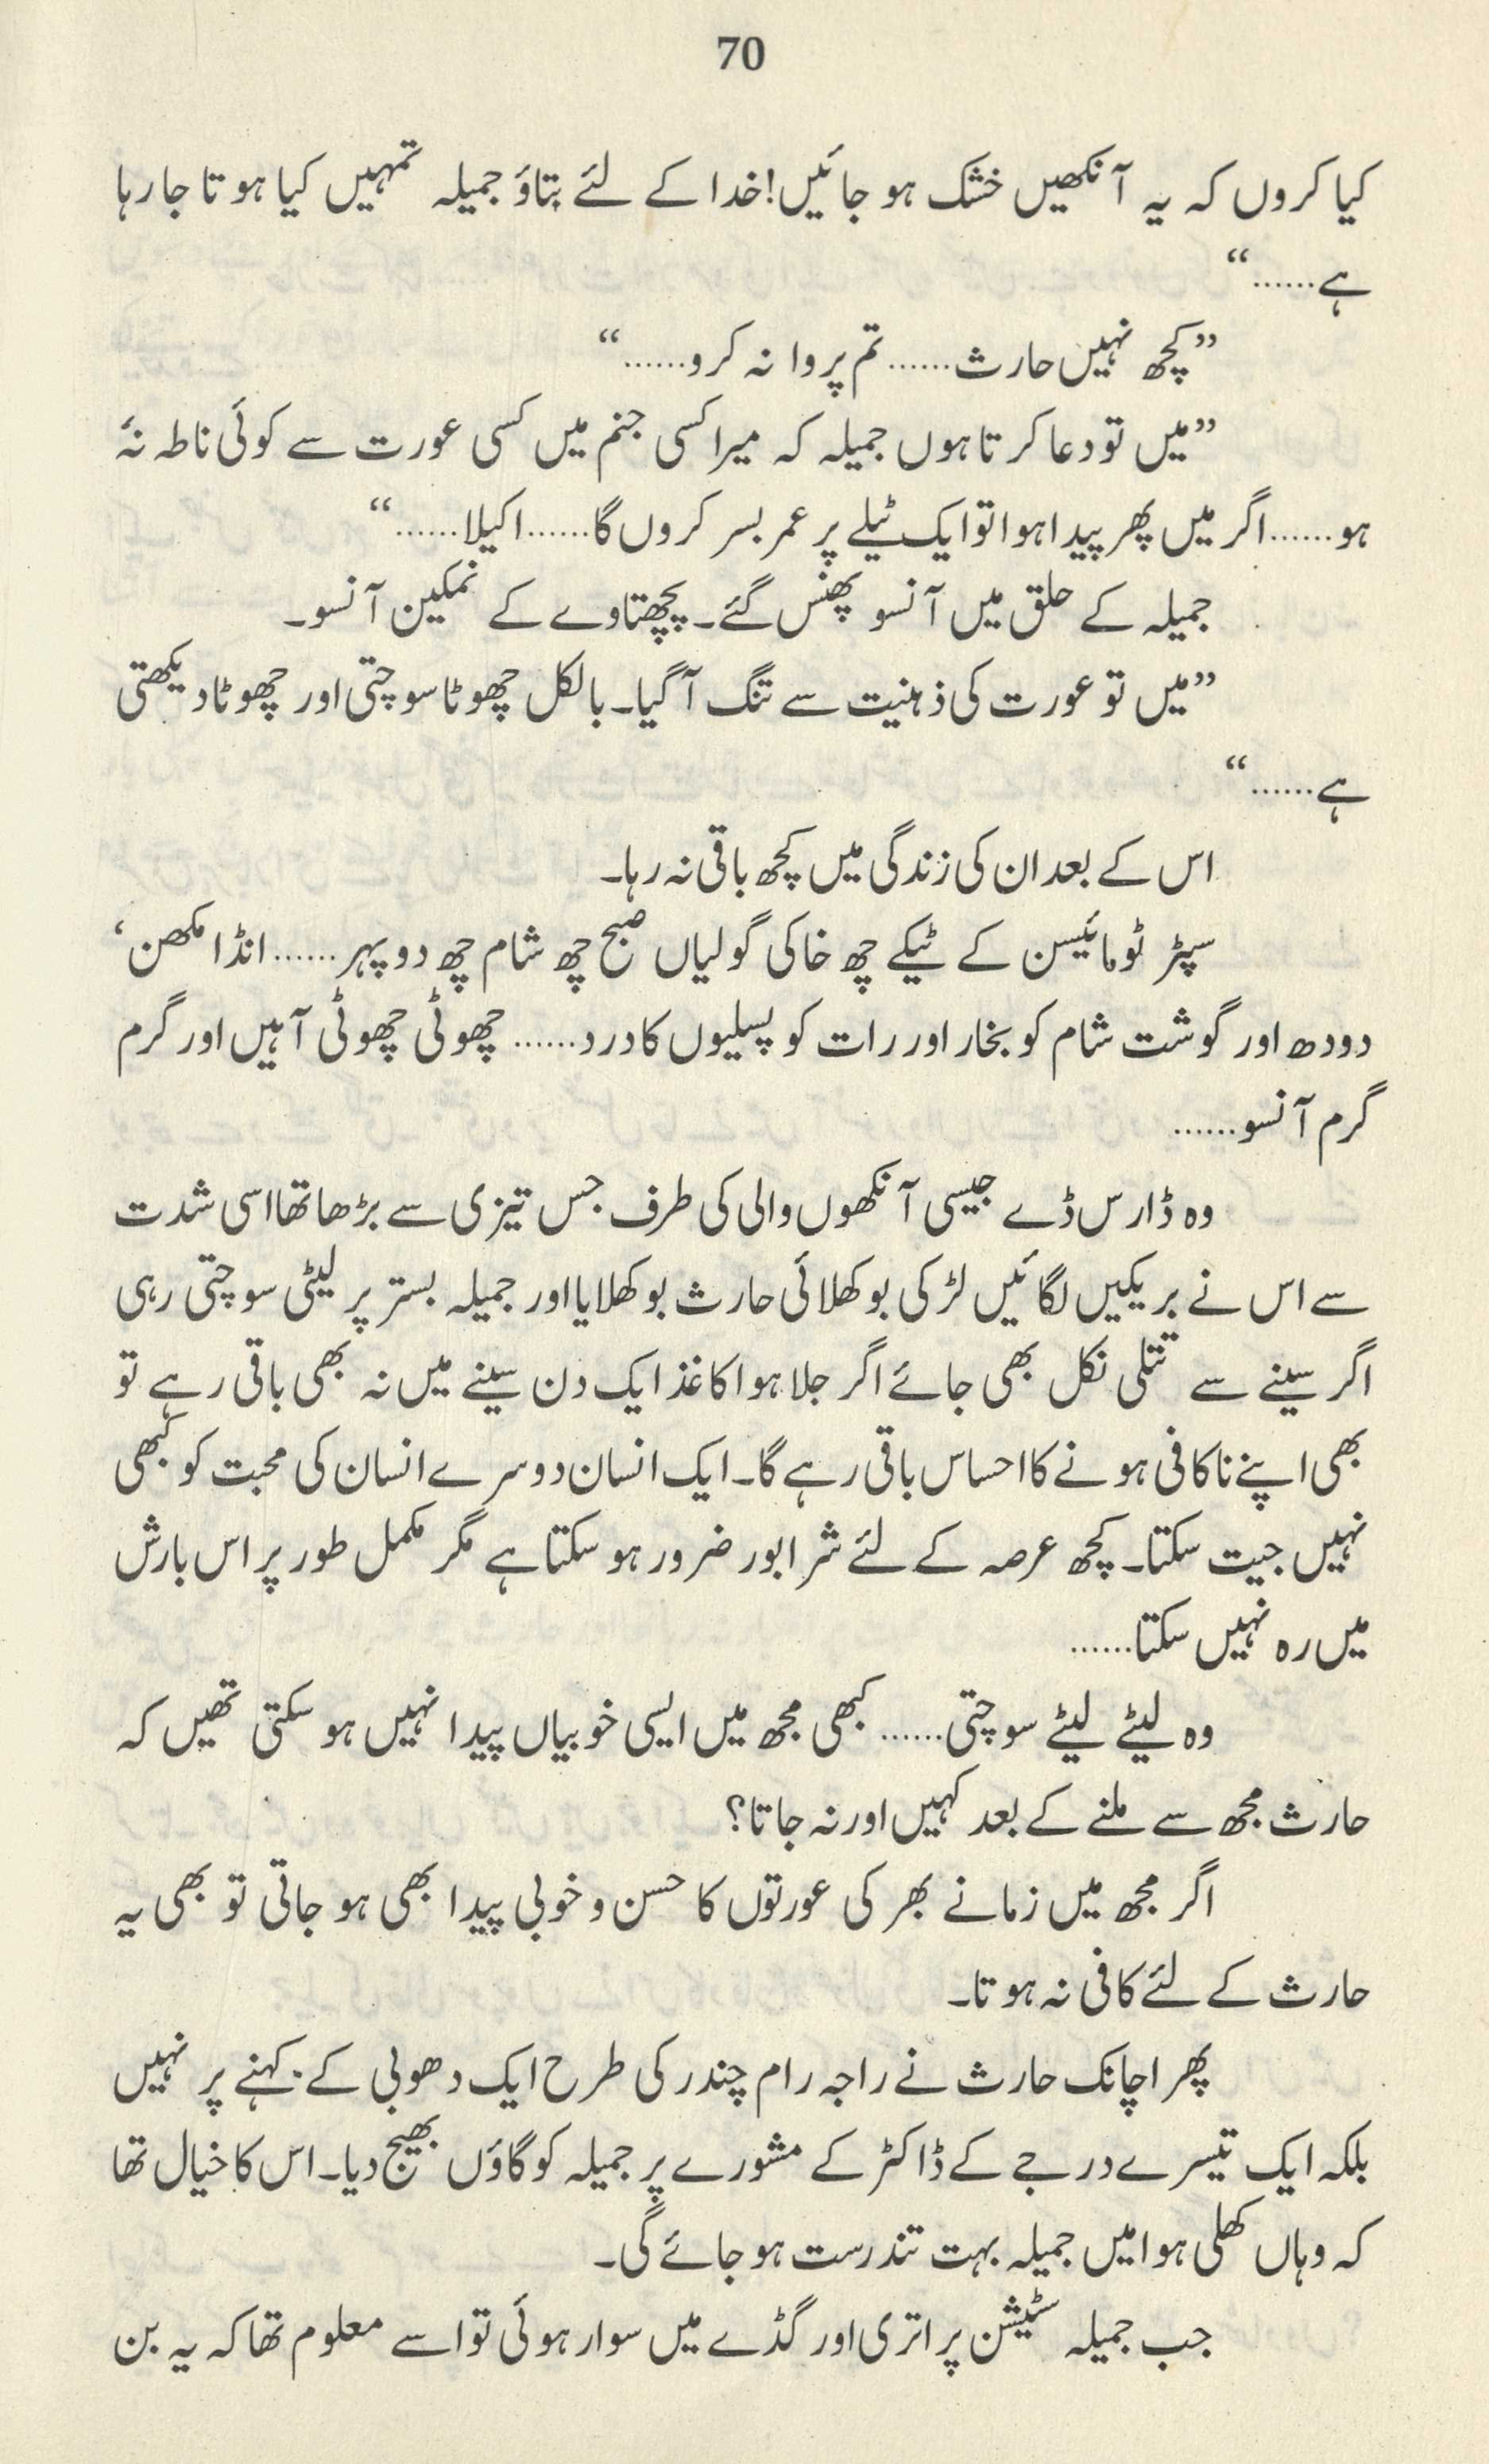 70
کیا کروں کہ یہ آنکھیں خشک ہو جائیں! خدا کے لئے بتاؤ جمیلہ تمہیں کیا ہوتا جا رہا
ہے......“
”کچھ نہیں حارث......تم پروا نہ کرو......“
”میں تو دعا کرتا ہوں جمیلہ کہ میرا کسی جنم میں کسی عورت سے کوئی ناطہ نہ
ہو......اگر میں پھر پیدا ہوا تو ایک ٹیلے پر عمر بسر کروں گا......اکیلا......“
جمیلہ کے حلق میں آنسو پھنس گئے۔ پچھتاوے کے نمکین آنسو۔
”میں تو عورت کی ذہنیت سے تنگ آگیا۔ بالکل چھوٹا سوچتی اور چھوٹا دیکھتی
ہے......“
اس کے بعد ان کی زندگی میں کچھ باقی نہ رہا۔
سپٹر ٹومائیسن کے ٹیکے چھ خاکی گولیاں صبح چھ شام چھ دوپہر......انڈا مکھن‘
دودھ اور گوشت شام کو بخار اور رات کو پسلیوں کا درد......چھوٹی چھوٹی آہیں اور گرم
گرم آنسو......
وہ ڈارس ڈے جیسی آنکھوں والی کی طرف جس تیزی سے بڑھا تھا اسی شدت
سے اس نے بریکیں لگائیں لڑکی بوکھلائی حارث بوکھلایا اور جمیلہ بستر پر لیٹی سوچتی رہی
اگر سینے سے تتلی نکل بھی جائے اگر جلا ہوا کاغذ ایک دن سینے میں نہ بھی باقی رہے تو
بھی اپنے ناکافی ہونے کا احساس باقی رہے گا۔ ایک انسان دوسرے انسان کی محبت کو کبھی
نہیں جیت سکتا۔ کچھ عرصہ کے لئے شرابور ضرور ہو سکتا ہے مگر مکمل طور پر اس بارش
میں رہ نہیں سکتا......
وہ لیٹے لیٹے سوچتی......کبھی مجھ میں ایسی خوبیاں پیدا نہیں ہو سکتی تھیں کہ
حارث مجھ سے ملنے کے بعد کہیں اور نہ جاتا؟
اگر مجھ میں زمانے بھر کی عورتوں کا حسن و خوبی پیدا بھی ہو جاتی تو بھی یہ
حارث کے لئے کافی نہ ہوتا۔
پھر اچانک حارث نے راجہ رام چندر کی طرح ایک دھوبی کے کہنے پر نہیں
بلکہ ایک تیسرے درجے کے ڈاکٹر کے مشورے پر جمیلہ کو گاؤں بھیج دیا۔ اس کا خیال تھا
کہ وہاں کھلی ہوا میں جمیلہ بہت تندرست ہو جائے گی۔
جب جمیلہ سٹیشن پر اتری اور گڈے میں سوار ہوئی تو اسے معلوم تھا کہ یہ بن